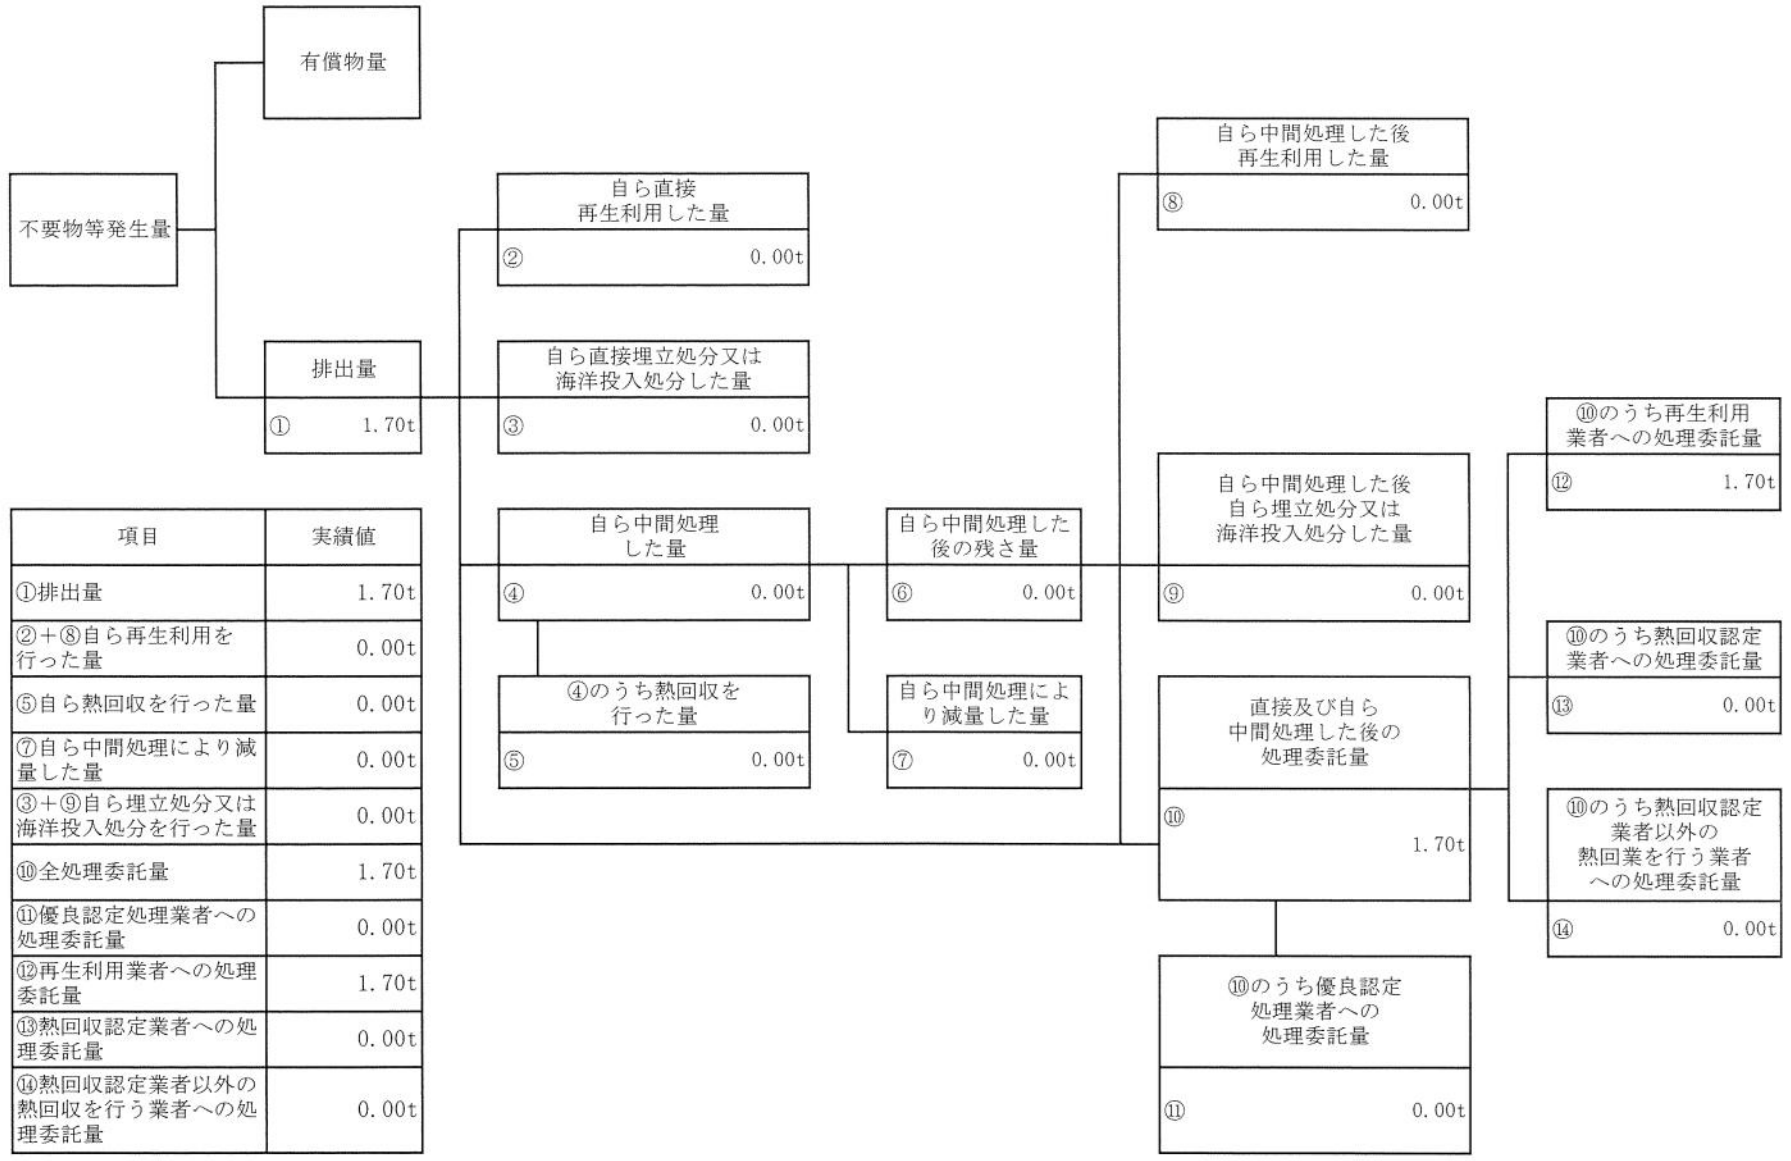 有償物量
不要物等発生量
排出量
① 1.70t
自ら直接
再生利用した量
② 0.00t
自ら直接埋立処分又は
海洋投入処分した量
③ 0.00t
自ら中間処理
した量
④ 0.00t
④のうち熱回収を
行った量
⑤ 0.00t
自ら中間処理した
後の残さ量
⑥ 0.00t
自ら中間処理によ
り減量した量
⑦ 0.00t
自ら中間処理した後
再生利用した量
⑧ 0.00t
自ら中間処理した後
自ら埋立処分又は
海洋投入処分した量
⑨ 0.00t
直接及び自ら
中間処理した後の
処理委託量
⑩
1.70t
⑩のうち優良認定
処理業者への
処理委託量
⑪ 0.00t
⑩のうち再生利用
業者への処理委託量
⑫ 1.70t
⑩のうち熱回収認定
業者への処理委託量
⑬ 0.00t
⑩のうち熱回収認定
業者以外の
熱回業を行う業者
への処理委託量
⑭ 0.00t
項目 実績値
①排出量 1.70t
②＋⑧自ら再生利用を
行った量 0.00t
⑤自ら熱回収を行った量 0.00t
⑦自ら中間処理により減
量した量 0.00t
③＋⑨自ら埋立処分又は
海洋投入処分を行った量 0.00t
⑩全処理委託量 1.70t
⑪優良認定処理業者への
処理委託量 0.00t
⑫再生利用業者への処理
委託量 1.70t
⑬熱回収認定業者への処
理委託量 0.00t
⑭熱回収認定業者以外の
熱回収を行う業者への処 0.00t
理委託量